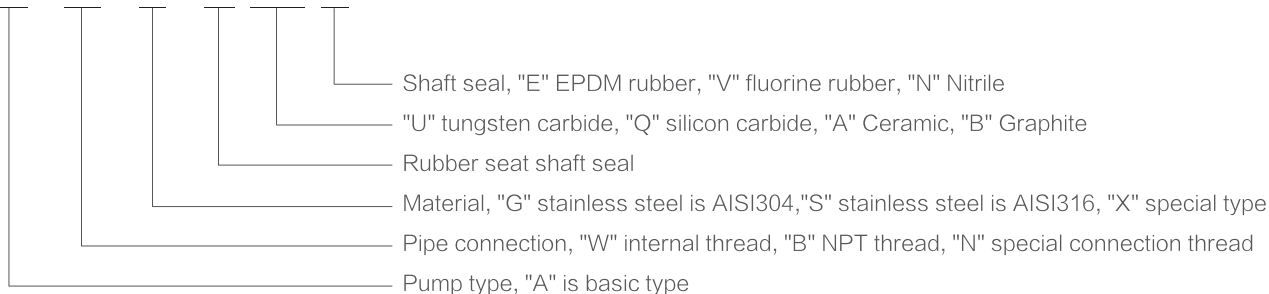 Shaft seal, "E" EPDM rubber, "V" fluorine rubber, "N" Nitrile
"U" tungsten carbide, "Q" silicon carbide, "A" Ceramic, "B" Graphite
Rubber seat shaft seal
Material, "G" stainless steel is AISI304,"S" stainless steel is AISI316, "X" special type
Pipe connection, "W" internal thread, "B" NPT thread, "N" special connection thread
Pump type, "A" is basic type